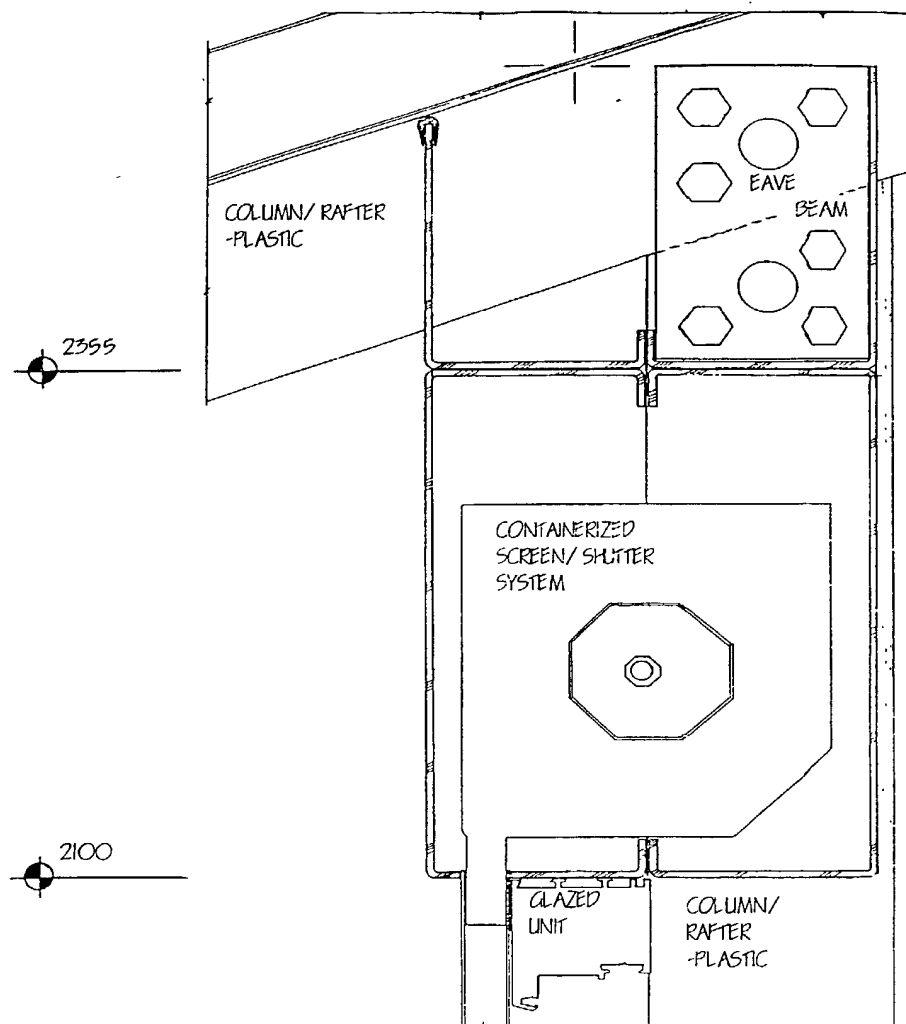 COLUMN/ RAFTER
-PLASTIC
EAVE
BEAM
2355
CONTAINERIZED
SCREEN/ SHUTTER
SYSTEM
2100
GLAZED
UNIT
COLUMN/
RAFTER
-PLASTIC